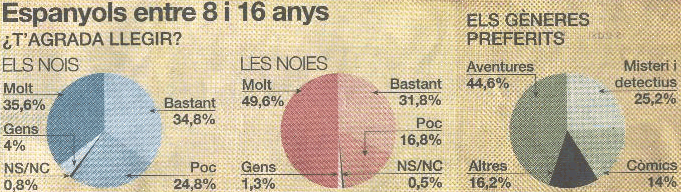 Espanyols entre 8 i 16 anys
¿T'AGRADA LLEGIR?
ELS NOIS
Molt
35,6%
Bastant
34,8%
Gens
4%
NS/NC
0,8%
Poc
24,8%
LES NOIES
Molt
49,6%
Bastant
31,8%
Poc
16,8%
Gens
1,3%
NS/NC
0,5%
ELS GÈNERES
PREFERITS
Aventures
44,6%
Misteri i
detectius
25,2%
Altres
16,2%
Còmics
14%